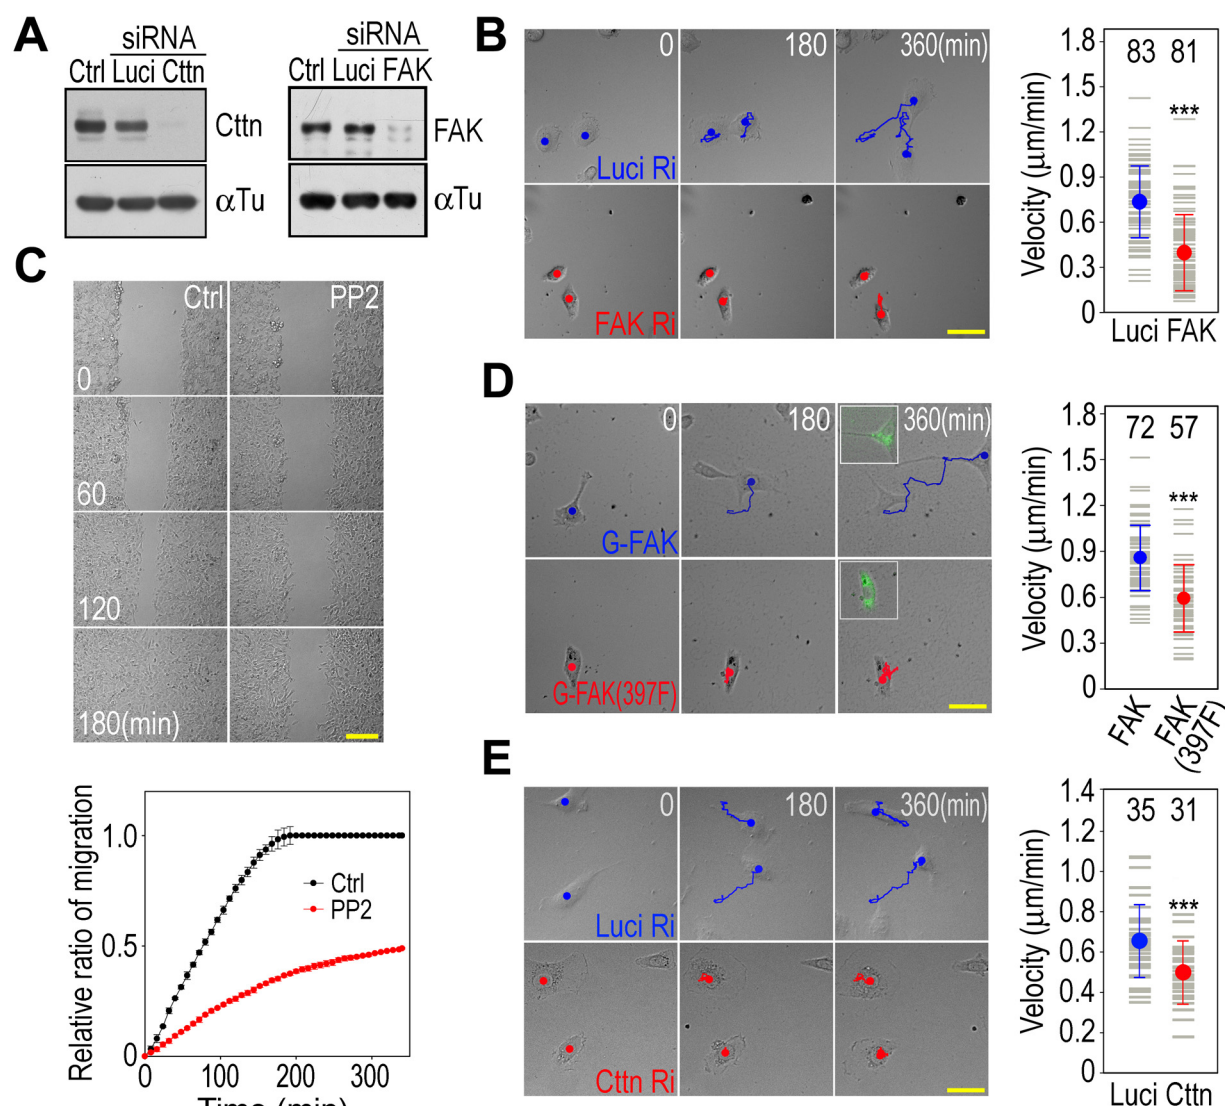 A
siRNA
Ctrl Luci Cttn
Cttn
αTu
siRNA
Ctrl Luci FAK
FAK
αTu
B
0
180
360(min)
Luci Ri
FAK Ri
1.8
1.5
1.2
0.9
0.6
0.3
0
Velocity (μm/min)
83 81
***
Luci FAK
C
Ctrl
PP2
0
60
120
180(min)
1.0
0.5
0
Relative ratio of migration
Ctrl
PP2
0 100 200 300
Time (min)
D
0
180
360(min)
G-FAK
G-FAK(397F)
1.8
1.5
1.2
0.9
0.6
0.3
0
Velocity (μm/min)
72 57
***
FAK
FAK
(397F)
E
0
180
360(min)
Luci Ri
Cttn Ri
1.4
1.2
1.0
0.8
0.6
0.4
0.2
0
Velocity (μm/min)
35 31
***
Luci Cttn